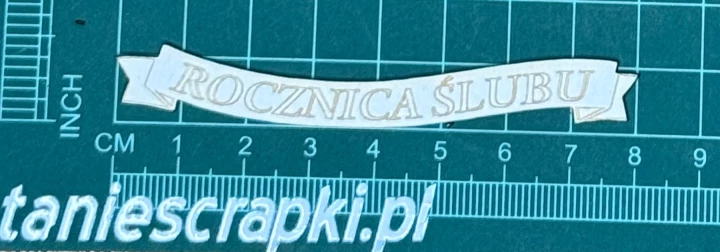 ROCZNICA ŚLUBU
INCH
CM 1 2 3 4 5 6 7 8 9
taniescrapki.pl